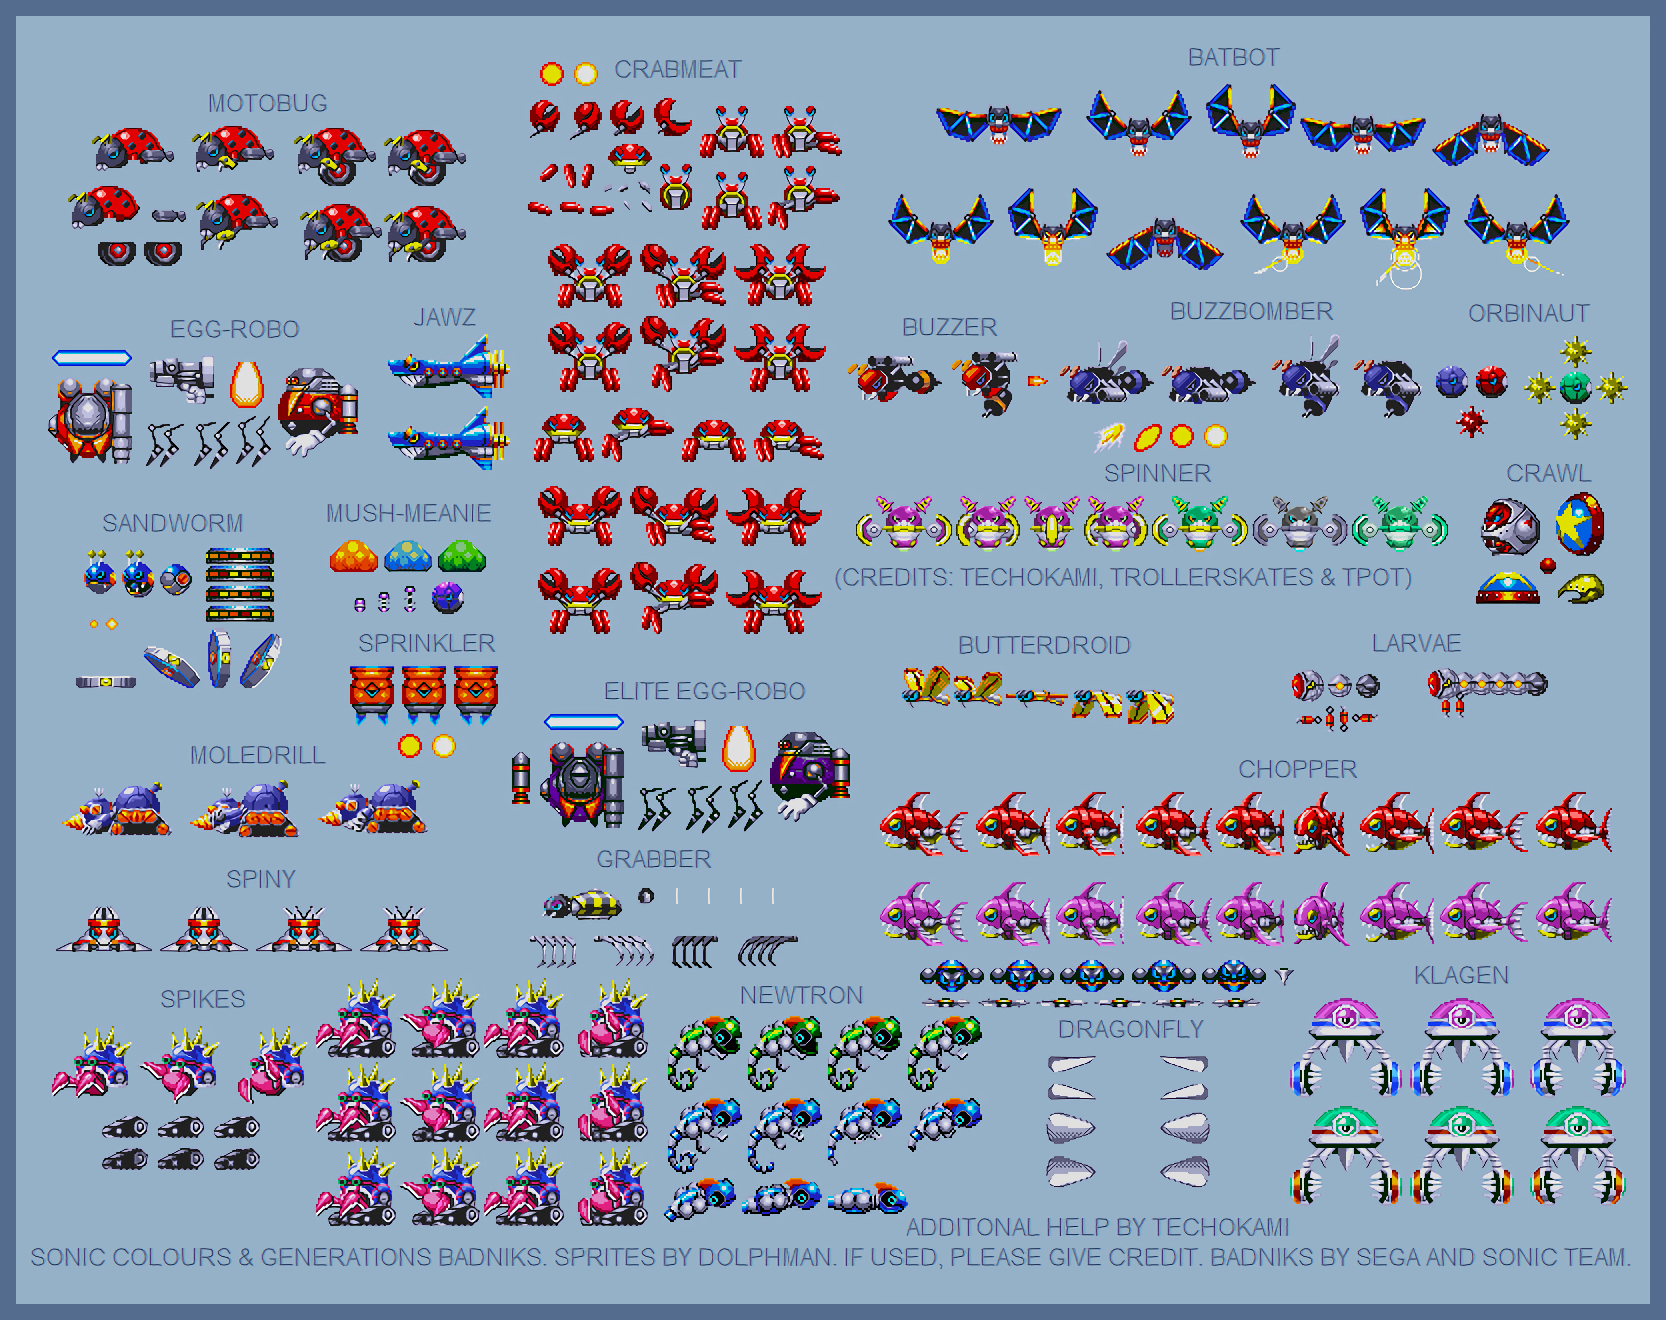 BATBOT
CRABMEAT
MOTOBUG
BUZZBOMBER
ORBINAUT
JAWZ
BUZZER
EGG-ROBO
SPINNER
CRAWL
MUSH-MEANIE
SANDWORM
(CREDITS: TECHOKAMI, TROLLERSKATES & TPOT)
SPRINKLER
BUTTERDROID
LARVAE
ELITE EGG-ROBO
MOLEDRILL
CHOPPER
GRABBER
SPINY
KLAGEN
NEWTRON
SPIKES
DRAGONFLY
ADDITONAL HELP BY TECHOKAMI
SONIC COLOURS & GENERATIONS BADNIKS. SPRITES BY DOLPHMAN. IF USED, PLEASE GIVE CREDIT. BADNIKS BY SEGA AND SONIC TEAM.